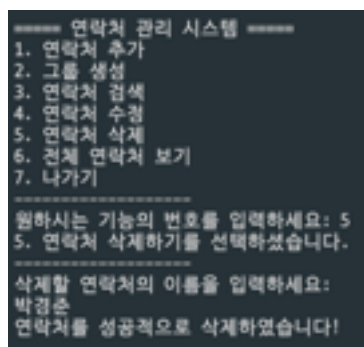 ===== 연락처 관리 시스템 =====
1. 연락처 추가
2. 그룹 생성
3. 연락처 검색
4. 연락처 수정
5. 연락처 삭제
6. 전체 연락처 보기
7. 나가기
-------------------
원하시는 기능의 번호를 입력하세요: 5
5. 연락처 삭제하기를 선택하셨습니다.
-------------------
삭제할 연락처의 이름을 입력하세요:
박경준
연락처를 성공적으로 삭제하였습니다!